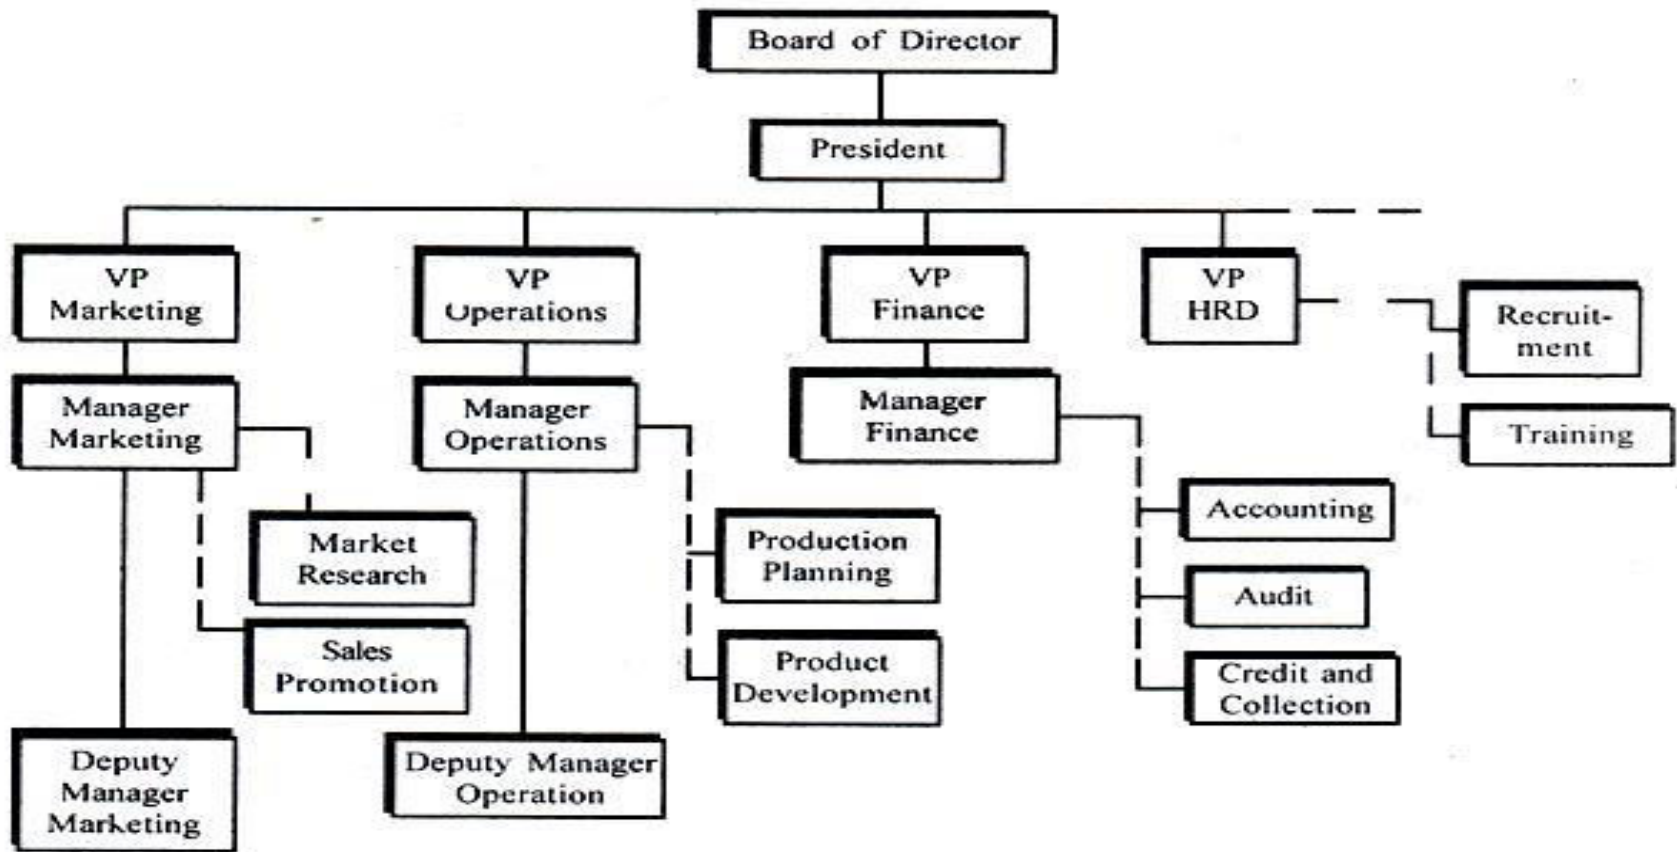 Board of Director
President
VP
Marketing
VP
Operations
VP
Finance
VP
HRD
Recruit-
ment
Training
Manager
Marketing
Manager
Operations
Manager
Finance
Market
Research
Sales
Promotion
Production
Planning
Product
Development
Accounting
Audit
Credit and
Collection
Deputy
Manager
Marketing
Deputy Manager
Operation